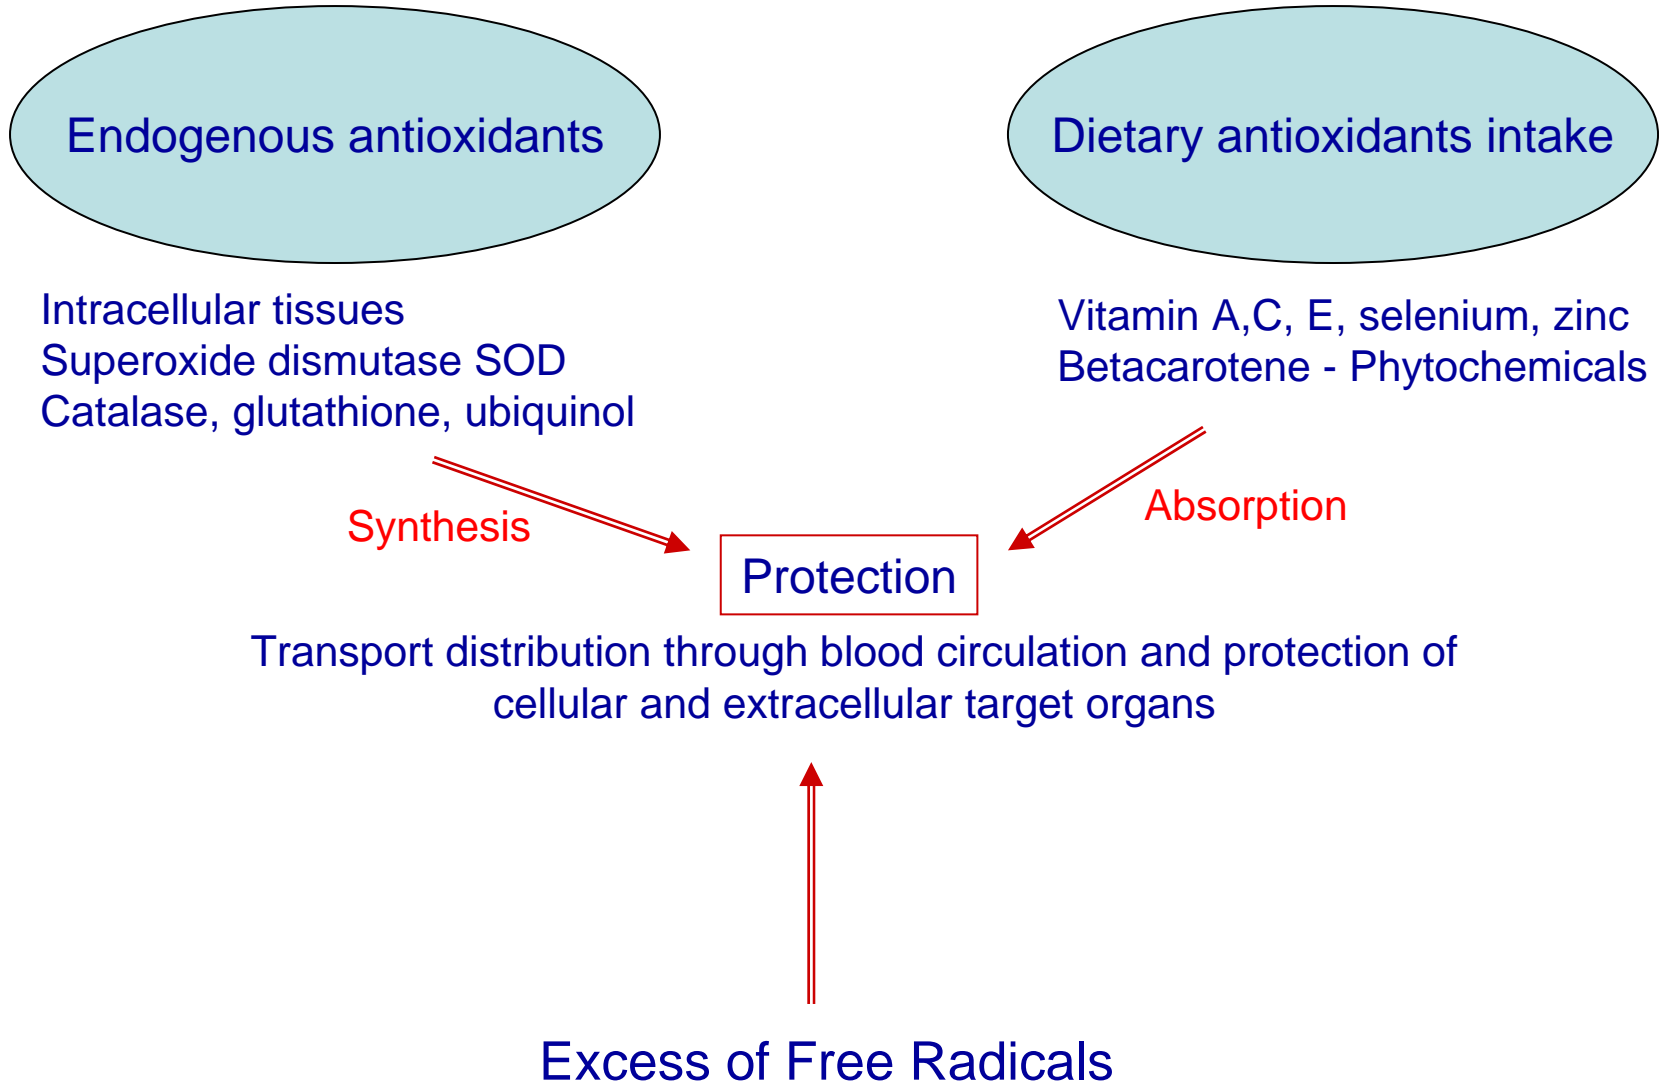 Endogenous antioxidants
Dietary antioxidants intake
Intracellular tissues
Superoxide dismutase SOD
Catalase, glutathione, ubiquinol
Vitamin A,C, E, selenium, zinc
Betacarotene - Phytochemicals
Synthesis
Absorption
Protection
Transport distribution through blood circulation and protection of
cellular and extracellular target organs
Excess of Free Radicals